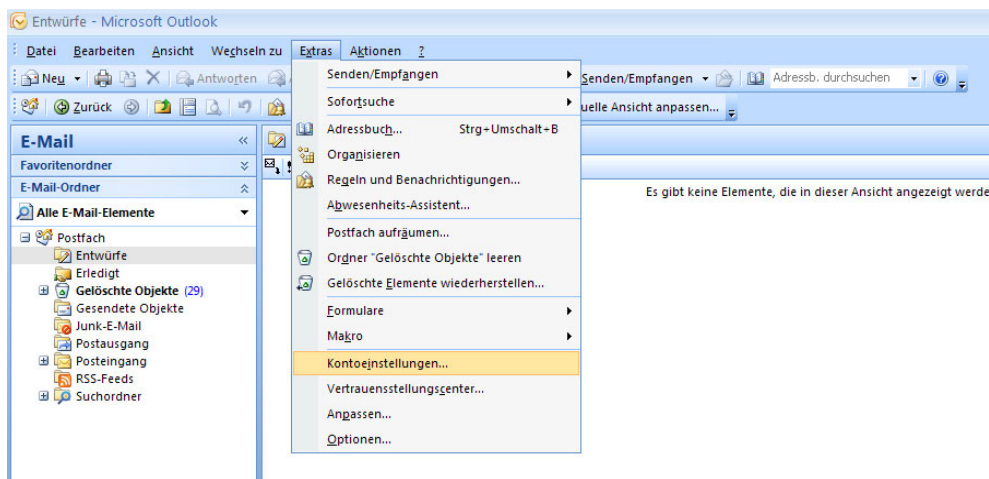 Entwürfe - Microsoft Outlook
Datei Bearbeiten Ansicht Wechseln zu Extras Aktionen ?
Neu Antworten Senden/Empfangen Adressb. durchsuchen
Zurück uelle Ansicht anpassen...
E-Mail
Favoritenordner
E-Mail-Ordner
Alle E-Mail-Elemente
Postfach
Entwürfe
Erledigt
Gelöschte Objekte (29)
Gesendete Objekte
Junk-E-Mail
Postausgang
Posteingang
RSS-Feeds
Suchordner
Senden/Empfangen
Sofortsuche
Adressbuch... Strg+Umschalt+B
Organisieren
Regeln und Benachrichtigungen...
Abwesenheits-Assistent...
Postfach aufräumen...
Ordner "Gelöschte Objekte" leeren
Gelöschte Elemente wiederherstellen...
Formulare
Makro
Kontoeinstellungen...
Vertrauensstellungscenter...
Anpassen...
Optionen...
Es gibt keine Elemente, die in dieser Ansicht angezeigt werde